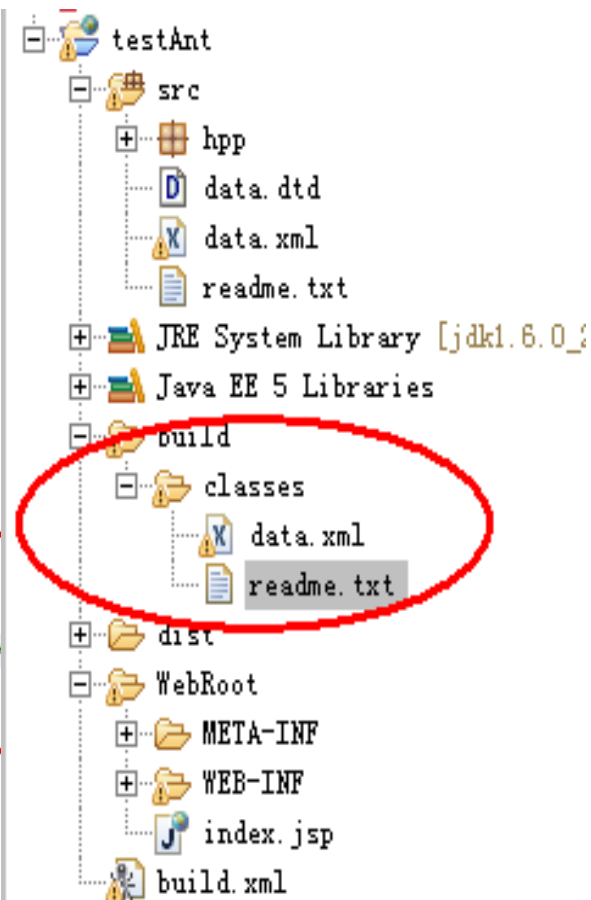 testAnt
src
hpp
data.dtd
data.xml
readme.txt
JRE System Library [jdk1.6.0_2
Java EE 5 Libraries
build
classes
data.xml
readme.txt
dist
WebRoot
META-INF
WEB-INF
index.jsp
build.xml